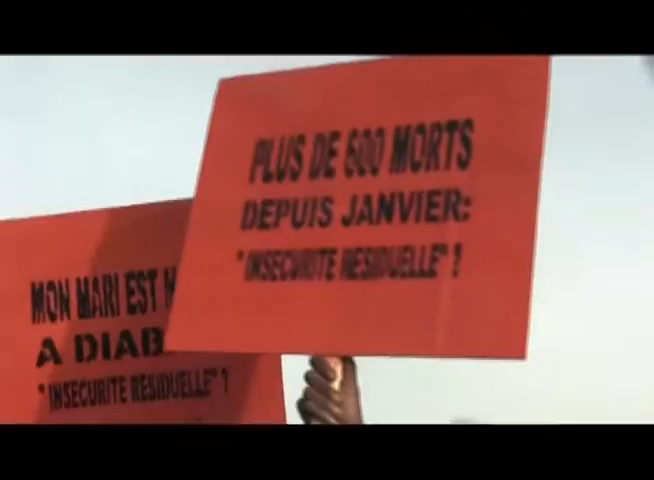 PLUS DE 600 MORTS
DEPUIS JANVIER:
"INSECURITE RESIDUELLE" ?
MON MARI EST M
A DIAB
"INSECURITE RESIDUELLE" ?